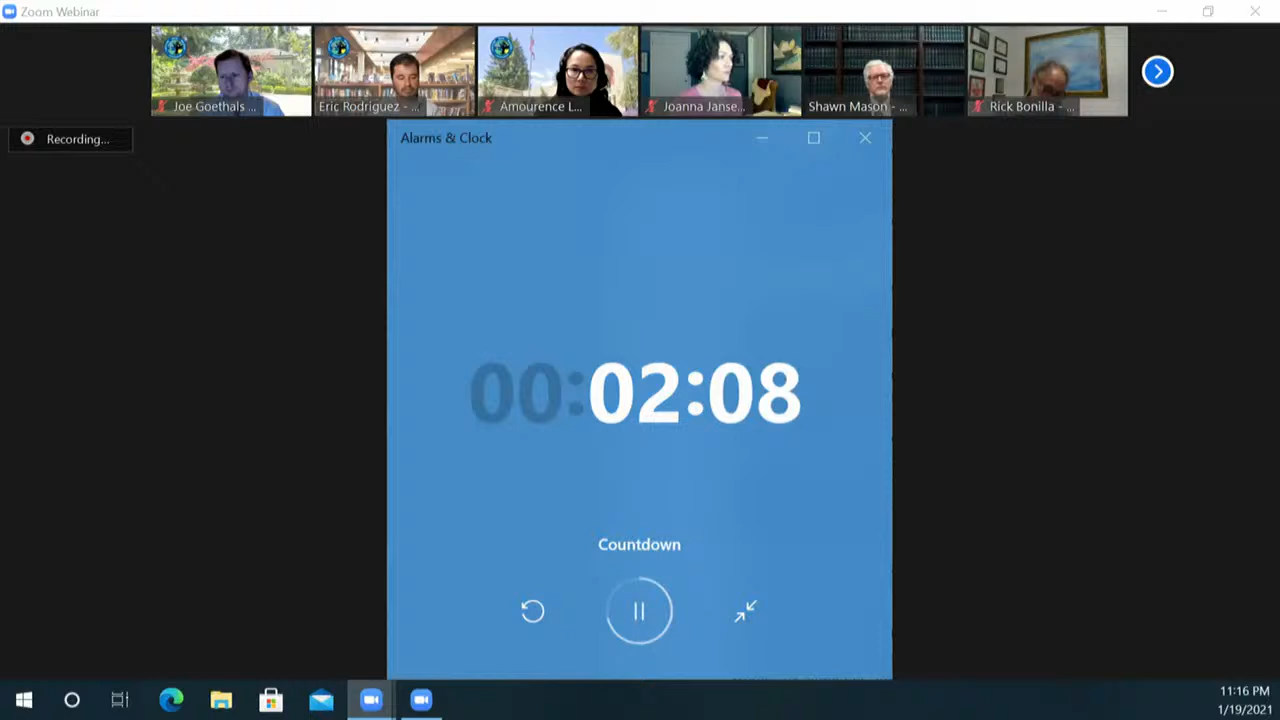 Zoom Webinar
Joe Goethals ...
Eric Rodriguez - ...
Amourence L...
Joanna Janse...
Shawn Mason - ...
Rick Bonilla - ...
Recording...
Alarms & Clock
00:02:08
Countdown
11:16 PM
1/19/2021